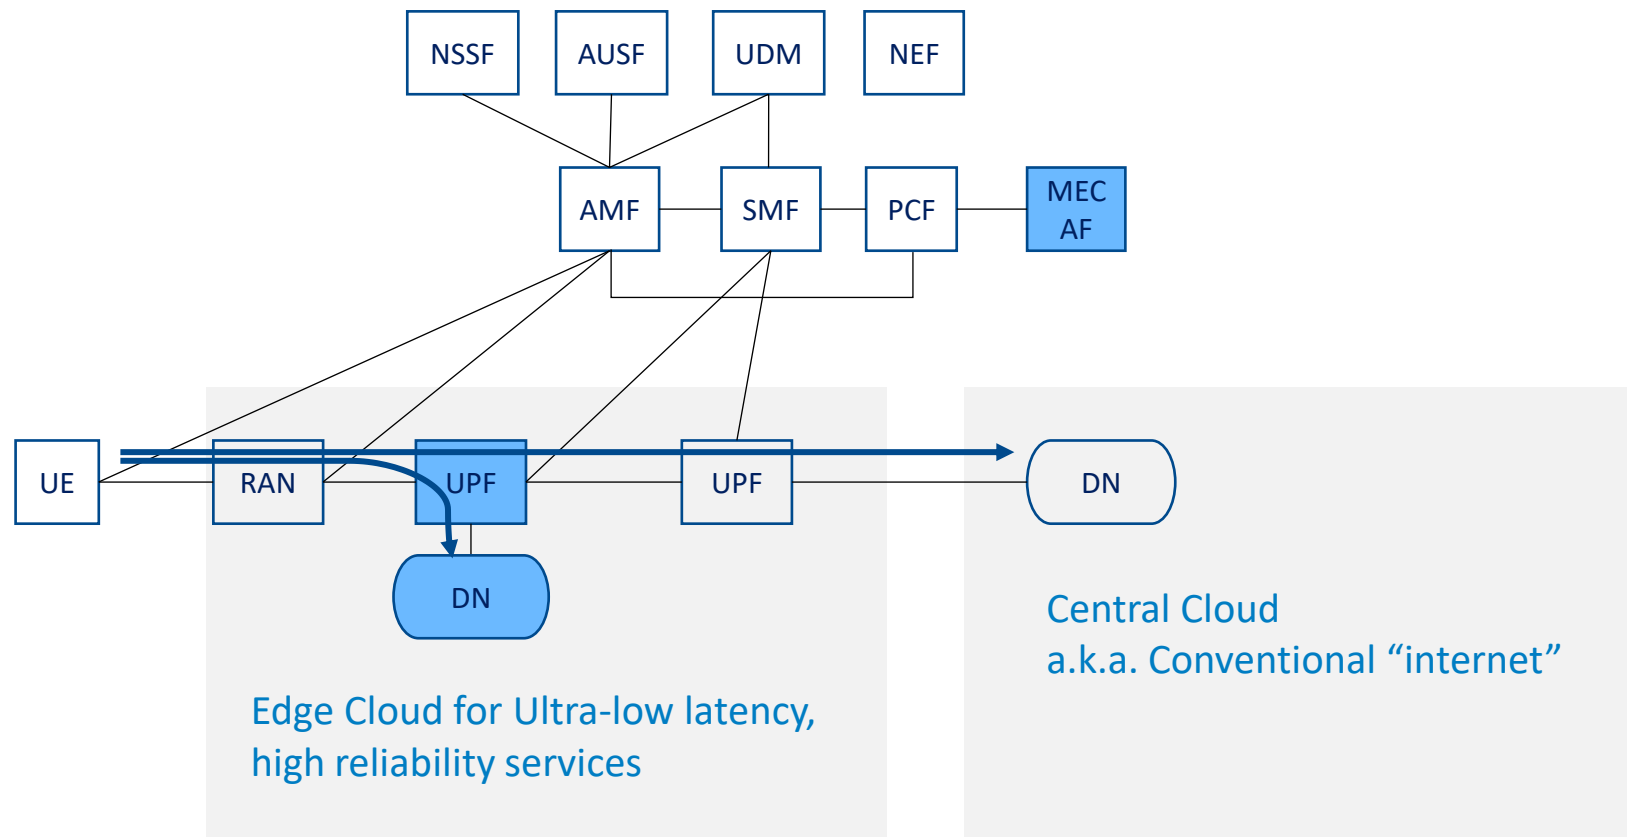 NSSF
AUSF
UDM
NEF
AMF
SMF
PCF
MEC
AF
UE
RAN
UPF
UPF
DN
DN
Central Cloud
a.k.a. Conventional “internet”
Edge Cloud for Ultra-low latency,
high reliability services